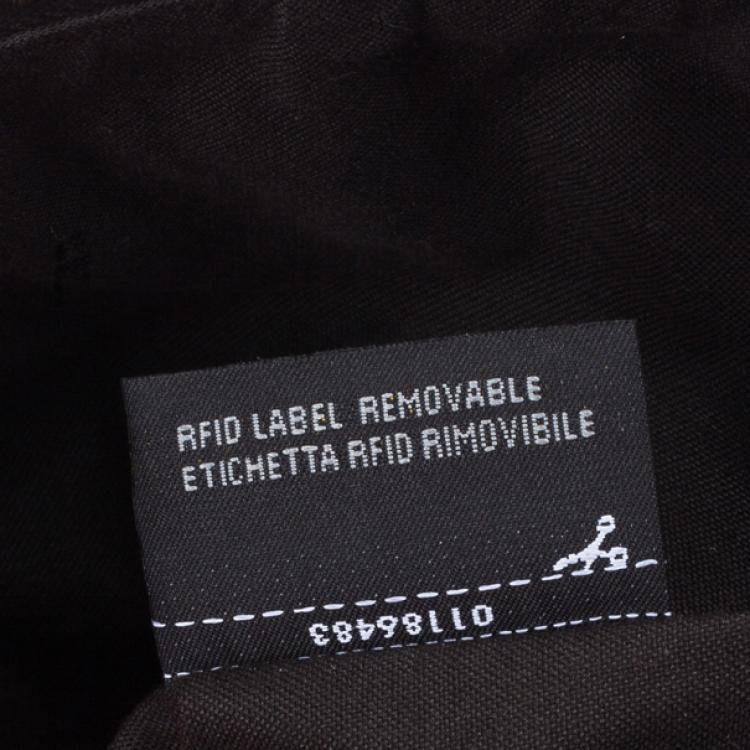 RFID LABEL REMOVABLE
ETICHETTA RFID RIMOVIBILE
01186483